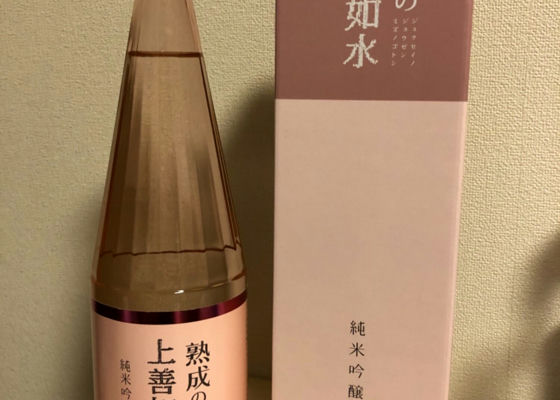 熟成の
上善
純米吟
の
如水
ジュクセイノ
ジョウゼン
ミズノゴトシ
純米吟醸